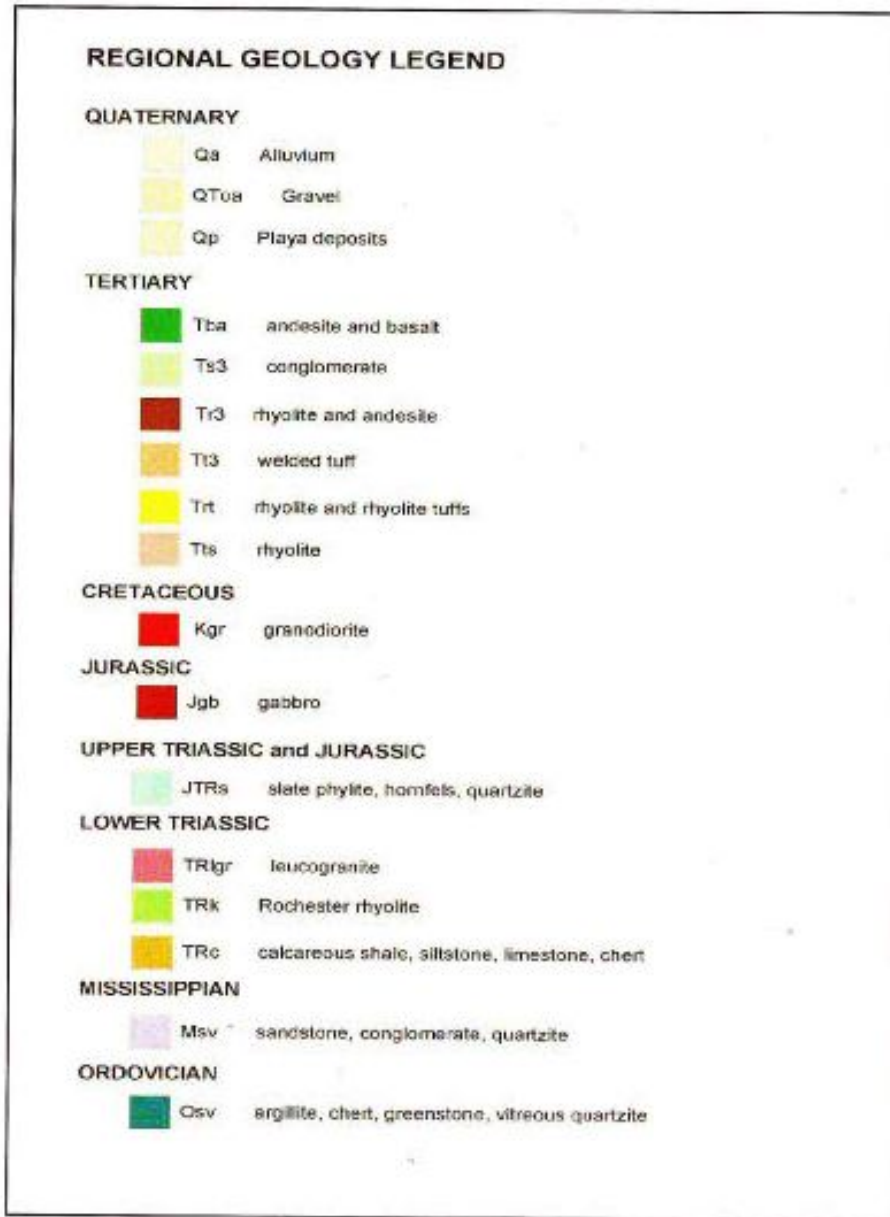 REGIONAL GEOLOGY LEGEND
QUATERNARY
Qa Alluvium
QToa Gravel
Qp Playa deposits
TERTIARY
Tba andesite and basalt
Ts3 conglomerate
Tr3 rhyolite and andesite
Tt3 welded tuff
Trt rhyolite and rhyolite tuffs
Tts rhyolite
CRETACEOUS
Kgr granediorite
JURASSIC
Jgb gabbro
UPPER TRIASSIC and JURASSIC
JTRs slate phylite, hornfels, quartzite
LOWER TRIASSIC
TRlgr leucogranite
TRk Rochester rhyolite
TRc calcareous shale, siltstone, limestone, chert
MISSISSIPPIAN
Msv sandstone, conglomerate, quartzite
ORDOVICIAN
Osv argillite, chert, greenstone, vitreous quartzite